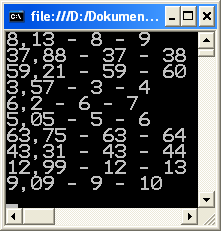 file:///D:/Dokumen...
8,13 - 8 - 9
37,88 - 37 - 38
59,21 - 59 - 60
3,57 - 3 - 4
6,2 - 6 - 7
5,05 - 5 - 6
63,75 - 63 - 64
43,31 - 43 - 44
12,99 - 12 - 13
9,09 - 9 - 10